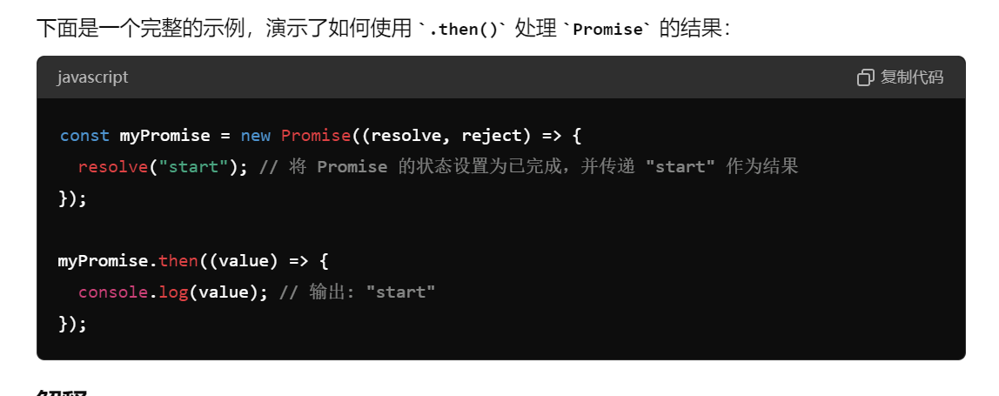 下面是一个完整的示例，演示了如何使用 `.then()` 处理 `Promise` 的结果：
javascript
复制代码
const myPromise = new Promise((resolve, reject) => {
  resolve("start"); // 将 Promise 的状态设置为已完成，并传递 "start" 作为结果
});
myPromise.then((value) => {
  console.log(value); // 输出: "start"
});